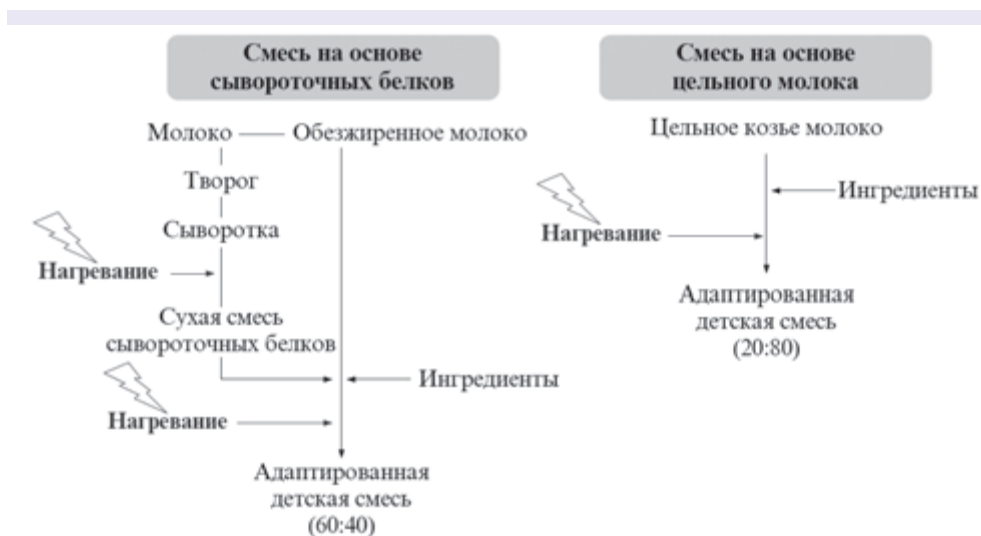 Смесь на основе
сывороточных белков
Молоко
Обезжиренное молоко
Творог
Сыворотка
Нагревание
Сухая смесь
сывороточных белков
Ингредиенты
Нагревание
Адаптированная
детская смесь
(60:40)
Смесь на основе
цельного молока
Цельное козье молоко
Ингредиенты
Нагревание
Адаптированная
детская смесь
(20:80)